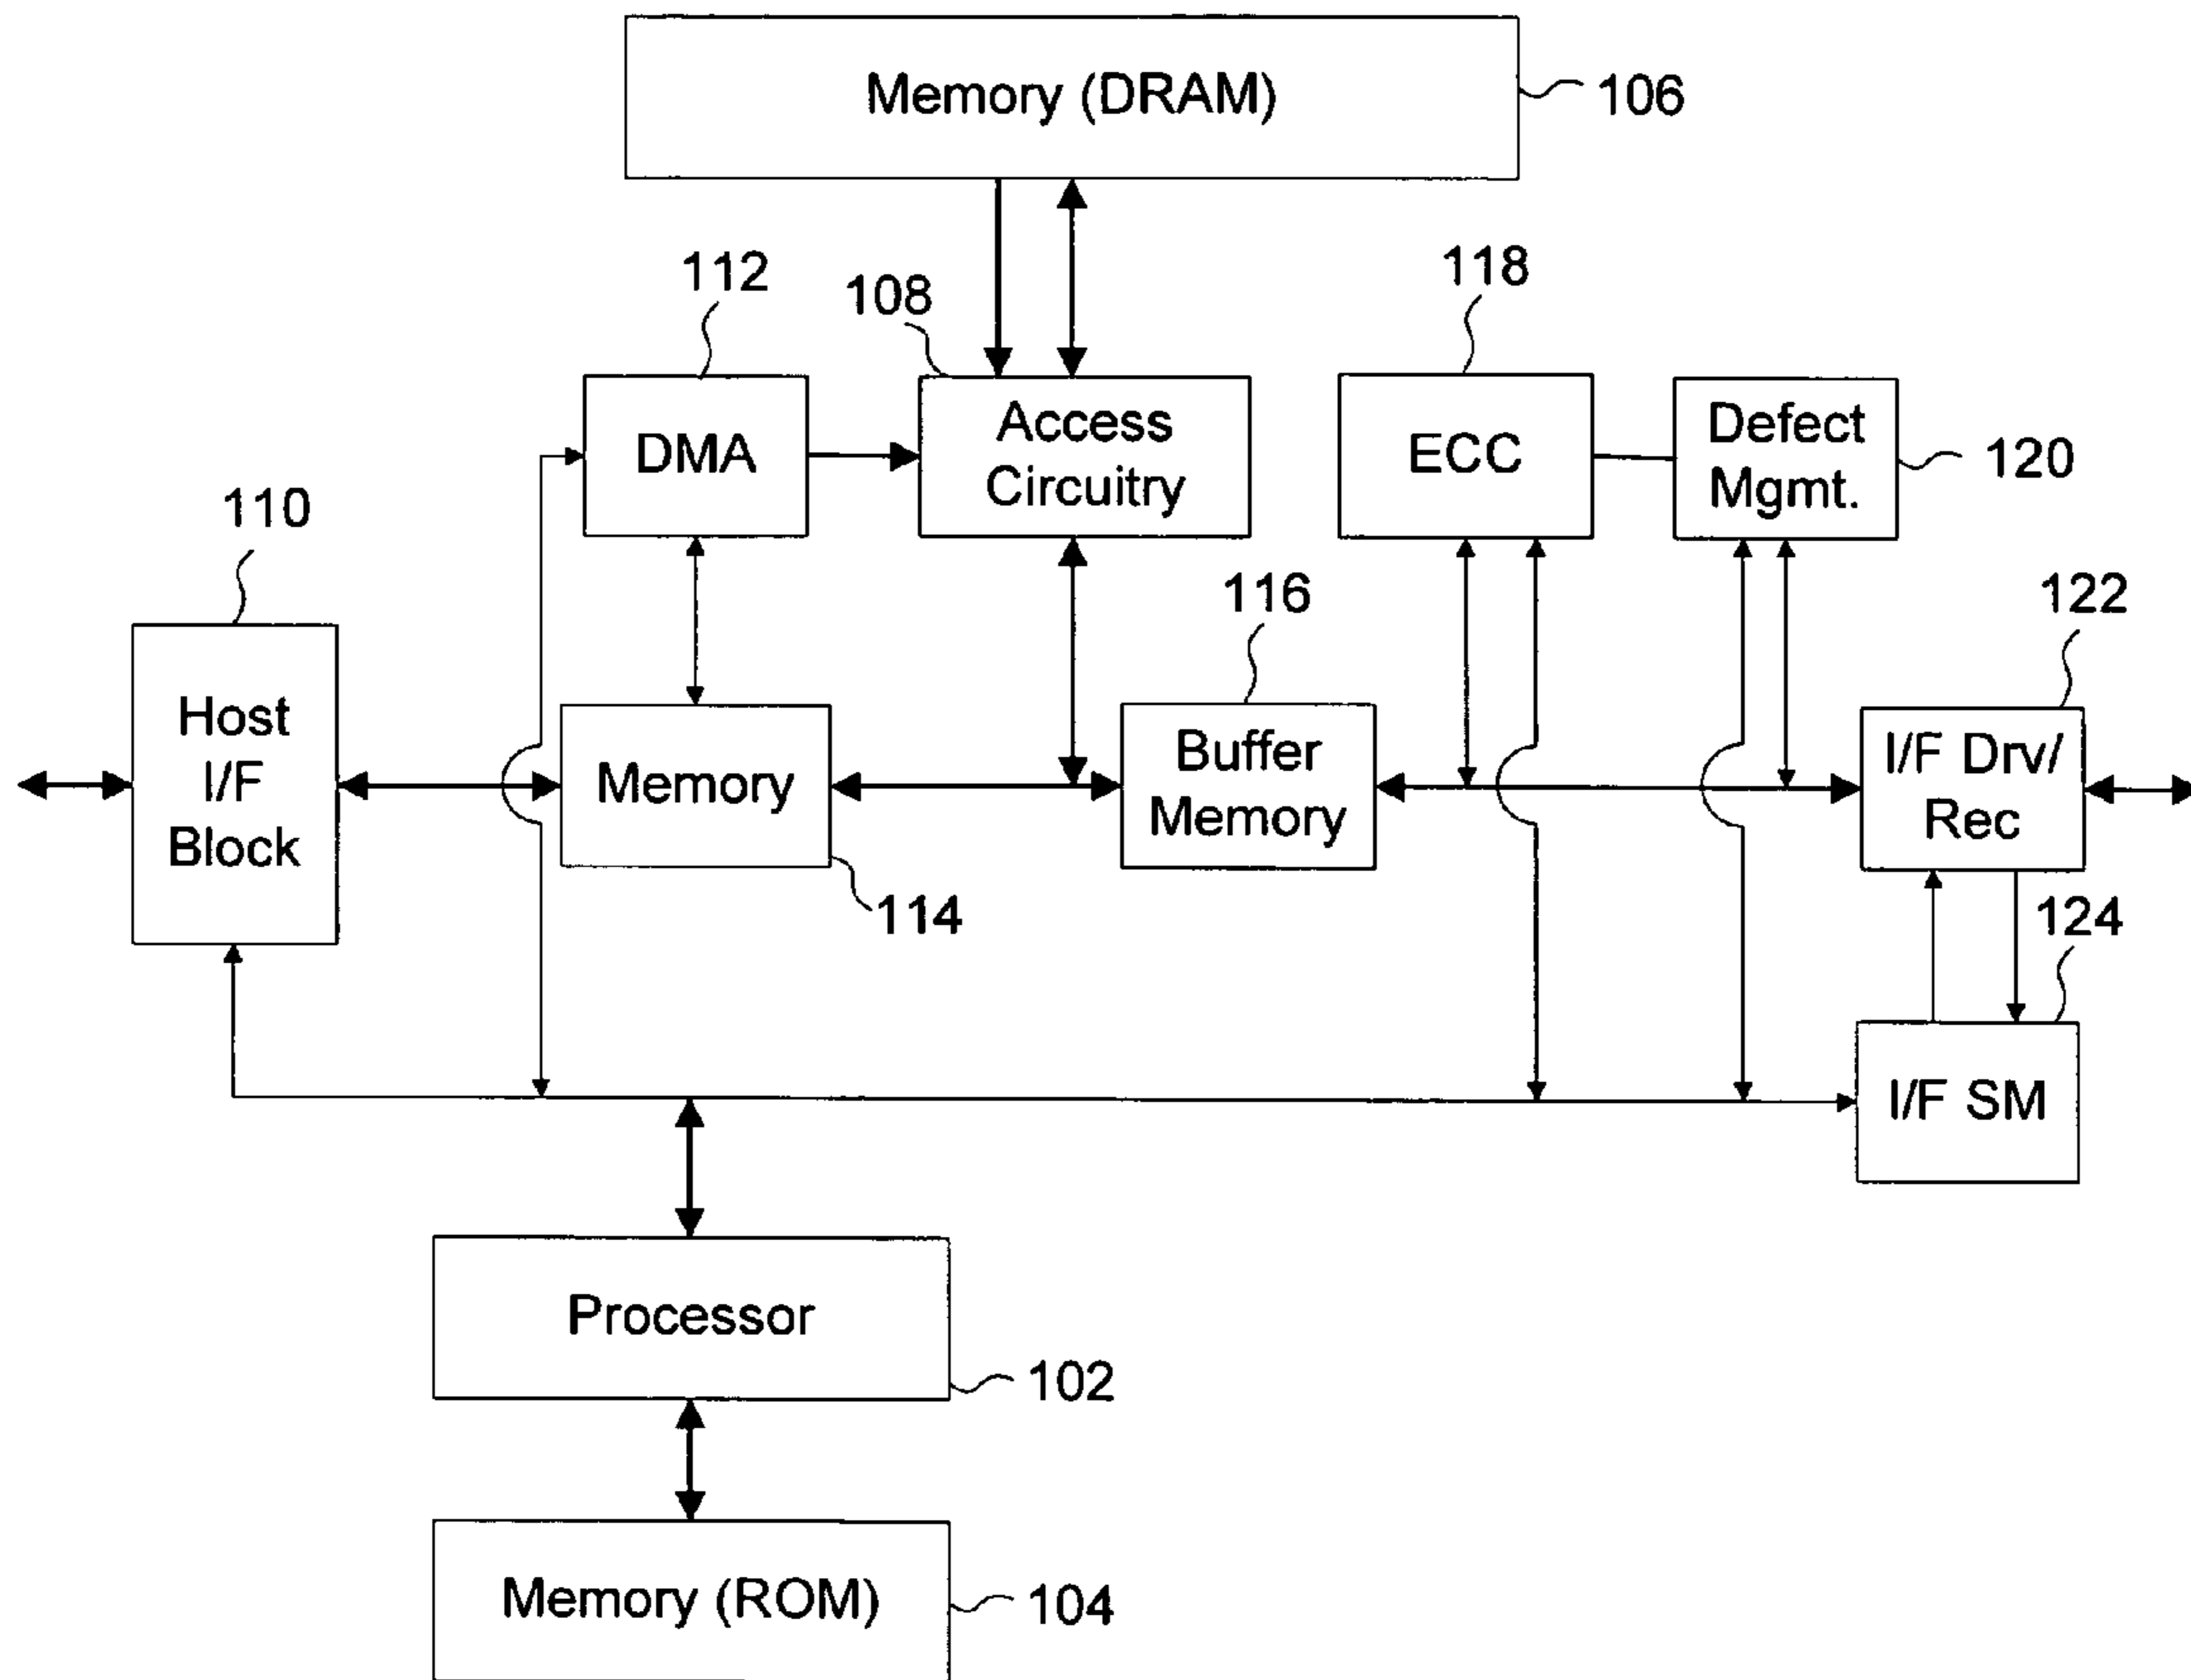 Memory (DRAM)
106
112
108
118
DMA
Access
Circuitry
ECC
Defect
Mgmt.
120
110
116
122
Host
I/F
Block
Memory
114
Buffer
Memory
I/F Drv/
Rec
124
I/F SM
Processor
102
Memory (ROM)
104